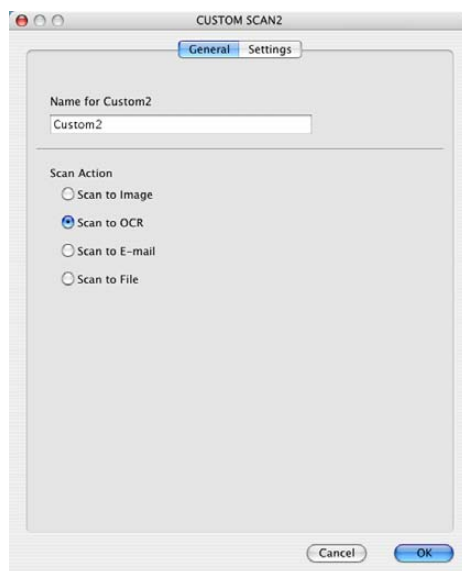 CUSTOM SCAN2
General Settings
Name for Custom2
Custom2
Scan Action
Scan to Image
Scan to OCR
Scan to E-mail
Scan to File
Cancel OK